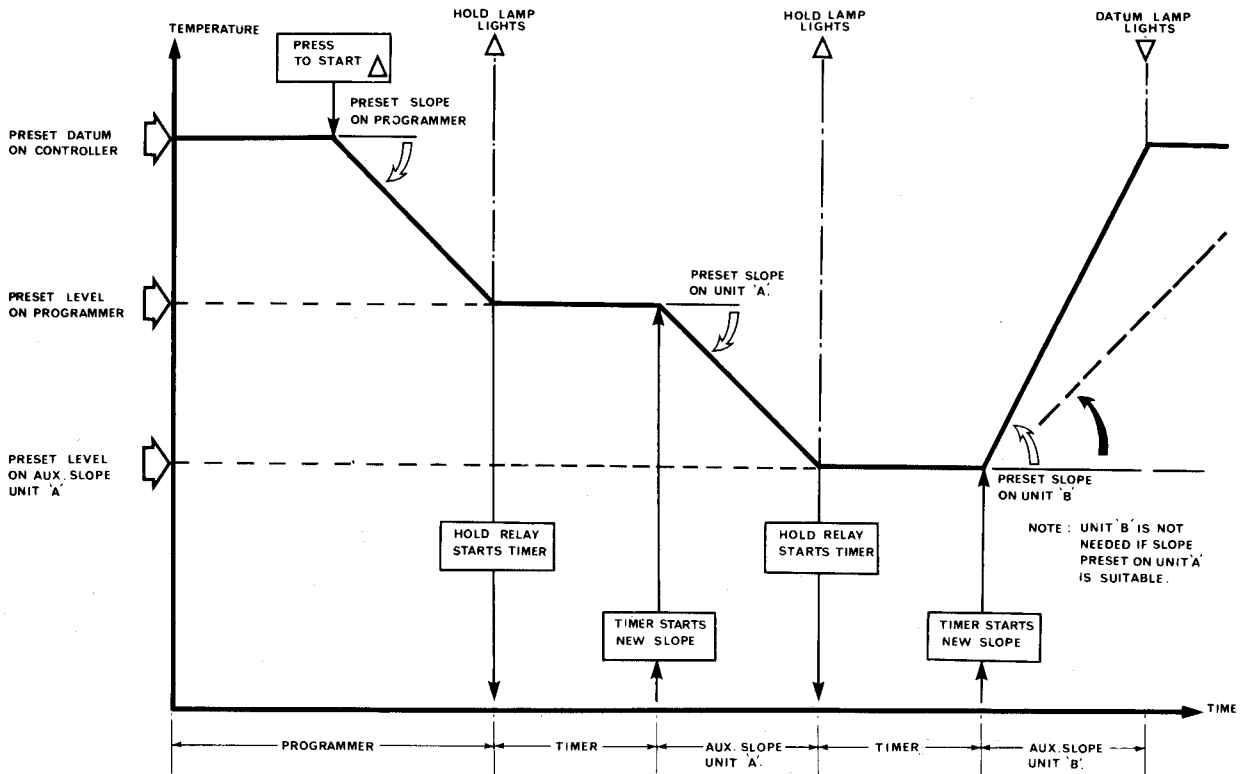 HOLD LAMP
LIGHTS
HOLD LAMP
LIGHTS
DATUM LAMP
LIGHTS
TEMPERATURE
PRESS
TO START
PRESET SLOPE
ON PROGRAMMER
PRESET DATUM
ON CONTROLLER
PRESET SLOPE
ON UNIT 'A'.
PRESET LEVEL
ON PROGRAMMER
PRESET LEVEL
ON AUX. SLOPE
UNIT 'A'
PRESET SLOPE
ON UNIT 'B'
NOTE : UNIT 'B' IS NOT
NEEDED IF SLOPE
PRESET ON UNIT 'A'
IS SUITABLE.
HOLD RELAY
STARTS TIMER
HOLD RELAY
STARTS TIMER
TIMER STARTS
NEW SLOPE
TIMER STARTS
NEW SLOPE
TIME
PROGRAMMER
TIMER
AUX. SLOPE
UNIT 'A'.
TIMER
AUX. SLOPE
UNIT 'B'.